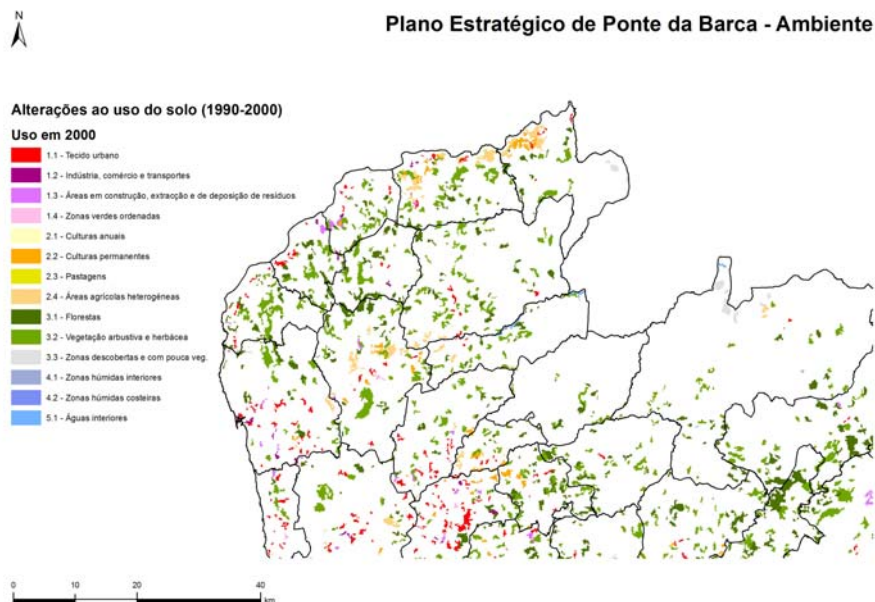 N
Plano Estratégico de Ponte da Barca - Ambiente
Alterações ao uso do solo (1990-2000)
Uso em 2000
1.1 - Tecido urbano
1.2 - Indústria, comércio e transportes
1.3 - Áreas em construção, extracção e de deposição de resíduos
1.4 - Zonas verdes ordenadas
2.1 - Culturas anuais
2.2 - Culturas permanentes
2.3 - Pastagens
2.4 - Áreas agrícolas heterogéneas
3.1 - Florestas
3.2 - Vegetação arbustiva e herbácea
3.3 - Zonas descobertas e com pouca veg.
4.1 - Zonas húmidas interiores
4.2 - Zonas húmidas costeiras
5.1 - Águas interiores
0 10 20 40
km